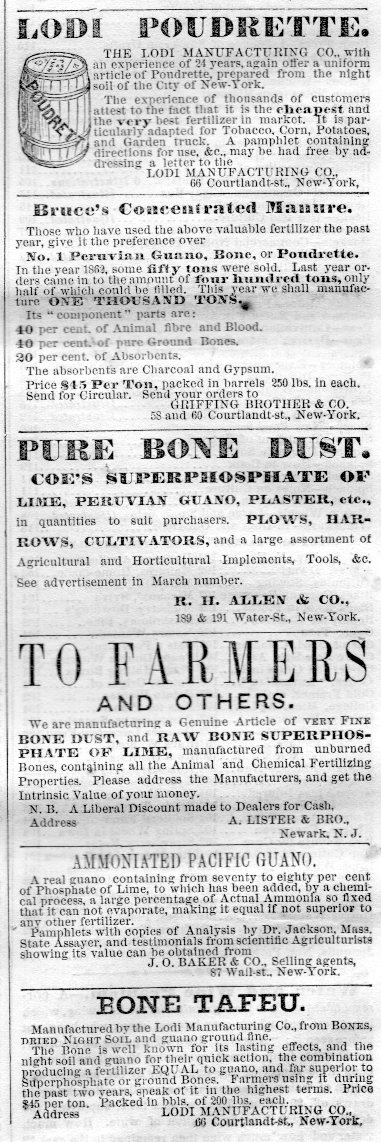 LODI POUDRETTE.
POUDRETTE
THE LODI MANUFACTURING CO., with
an experience of 24 years, again offer a uniform
article of Poudrette, prepared from the night
soil of the City of New-York.
The experience of thousands of customers
attest to the fact that it is the cheapest and
the very best fertilizer in market. It is par-
ticularly adapted for Tobacco, Corn, Potatoes,
and Garden truck. A pamphlet containing
directions for use, &c., may be had free by ad-
dressing a letter to the
LODI MANUFACTURING CO.,
66 Courtlandt-st., New-York,
Bruce's Concentrated Manure.
Those who have used the above valuable fertilizer the past
year, give it the preference over
No. 1 Peruvian Guano, Bone, or Poudrette.
In the year 1862, some fifty tons were sold. Last year or-
ders came in to the amount of four hundred tons, only
half of which could be filled. This year we shall manufac-
ture ONE THOUSAND TONS.
Its "component" parts are:
40 per cent. of Animal fibre and Blood.
40 per cent. of pure Ground Bones.
20 per cent. of Absorbents.
The absorbents are Charcoal and Gypsum.
Price $45 Per Ton, packed in barrels 250 lbs. in each.
Send for Circular. Send your orders to
GRIFFING BROTHER & CO.
58 and 60 Courtlandt-st., New-York.
PURE BONE DUST.
COE'S SUPERPHOSPHATE OF
LIME, PERUVIAN GUANO, PLASTER, etc.,
in quantities to suit purchasers. PLOWS, HAR-
ROWS, CULTIVATORS, and a large assortment of
Agricultural and Horticultural Implements, Tools, &c.
See advertisement in March number.
R. H. ALLEN & CO.,
189 & 191 Water-St., New-York.
TO FARMERS
AND OTHERS.
We are manufacturing a Genuine Article of VERY FINE
BONE DUST, and RAW BONE SUPERPHOS-
PHATE OF LIME, manufactured from unburned
Bones, containing all the Animal and Chemical Fertilizing
Properties. Please address the Manufacturers, and get the
Intrinsic Value of your money.
N. B. A Liberal Discount made to Dealers for Cash,
Address A. LISTER & BRO.,
Newark, N. J.
AMMONIATED PACIFIC GUANO.
A real guano containing from seventy to eighty per cent
of Phosphate of Lime, to which has been added, by a chemi-
cal process, a large percentage of Actual Ammonia so fixed
that it can not evaporate, making it equal if not superior to
any other fertilizer.
Pamphlets with copies of Analysis by Dr. Jackson, Mass.
State Assayer, and testimonials from scientific Agriculturists
showing its value can be obtained from
J. O. BAKER & CO., Selling agents,
87 Wall-st., New-York.
BONE TAFEU.
Manufactured by the Lodi Manufacturing Co., from BONES,
DRIED NIGHT SOIL and guano ground fine.
The Bone is well known for its lasting effects, and the
night soil and guano for their quick action, the combination
producing a fertilizer EQUAL to guano, and far superior to
Superphosphate or ground Bones. Farmers using it during
the past two years, speak of it in the highest terms. Price
$45 per ton. Packed in bbls. of 200 lbs. each.
Address LODI MANUFACTURING CO.,
66 Courtlandt-st., New-York,